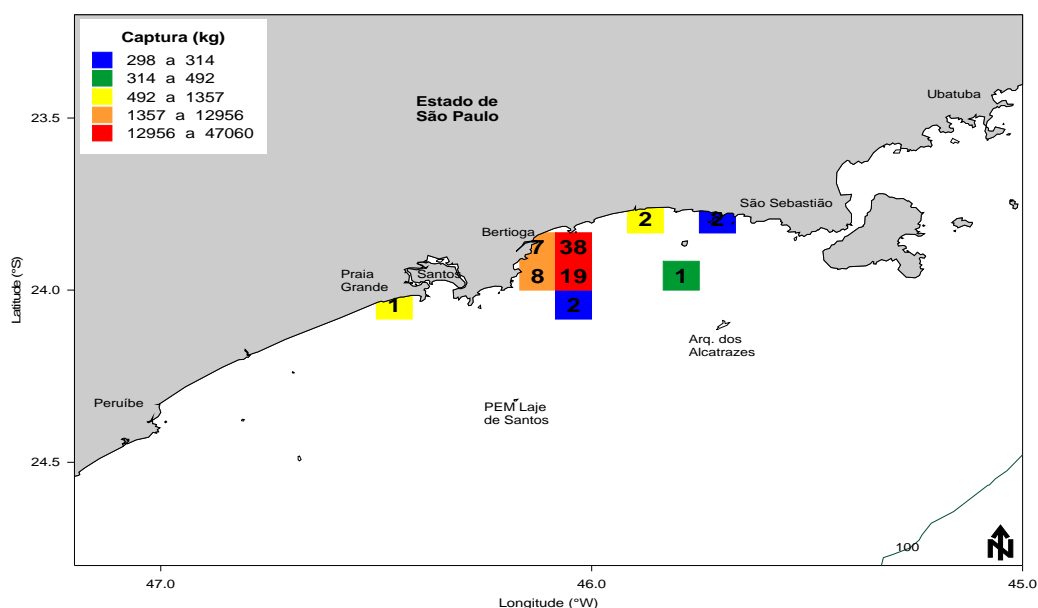 Captura (kg)
298 a 314
314 a 492
492 a 1357
1357 a 12956
12956 a 47060
Estado de
São Paulo
Ubatuba
São Sebastião
Bertioga
Praia
Grande
Santos
Peruíbe
PEM Laje
de Santos
Arq. dos
Alcatrazes
2
2
7
38
8
19
1
1
2
100
N
23.5
24.0
24.5
Latitude (°S)
47.0
46.0
45.0
Longitude (°W)